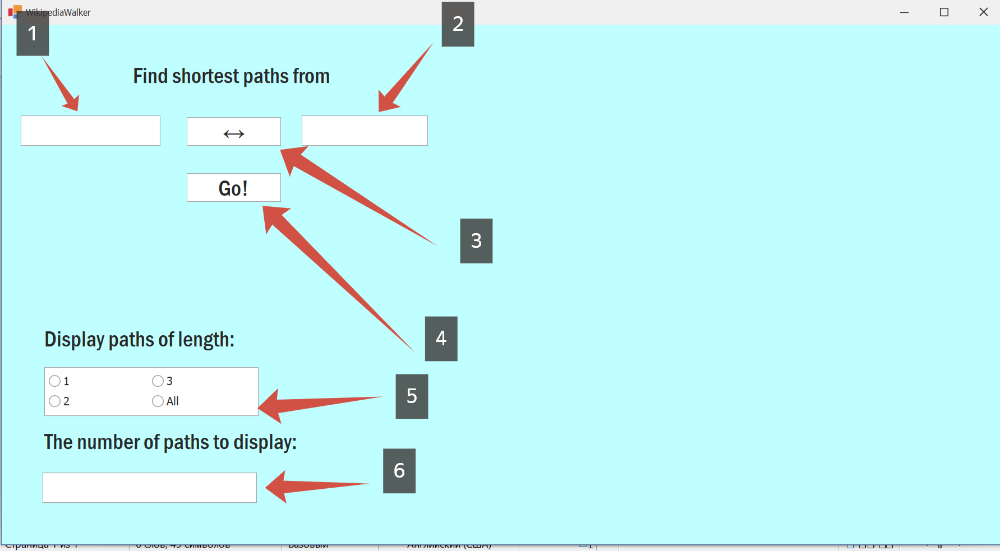 WikipediaWalker
1
2
Find shortest paths from
↔
Go!
3
4
Display paths of length:
1
3
2
All
5
The number of paths to display:
6
Страница 1 из 1
6 слов, 49 символов
Базовый
Английский (США)